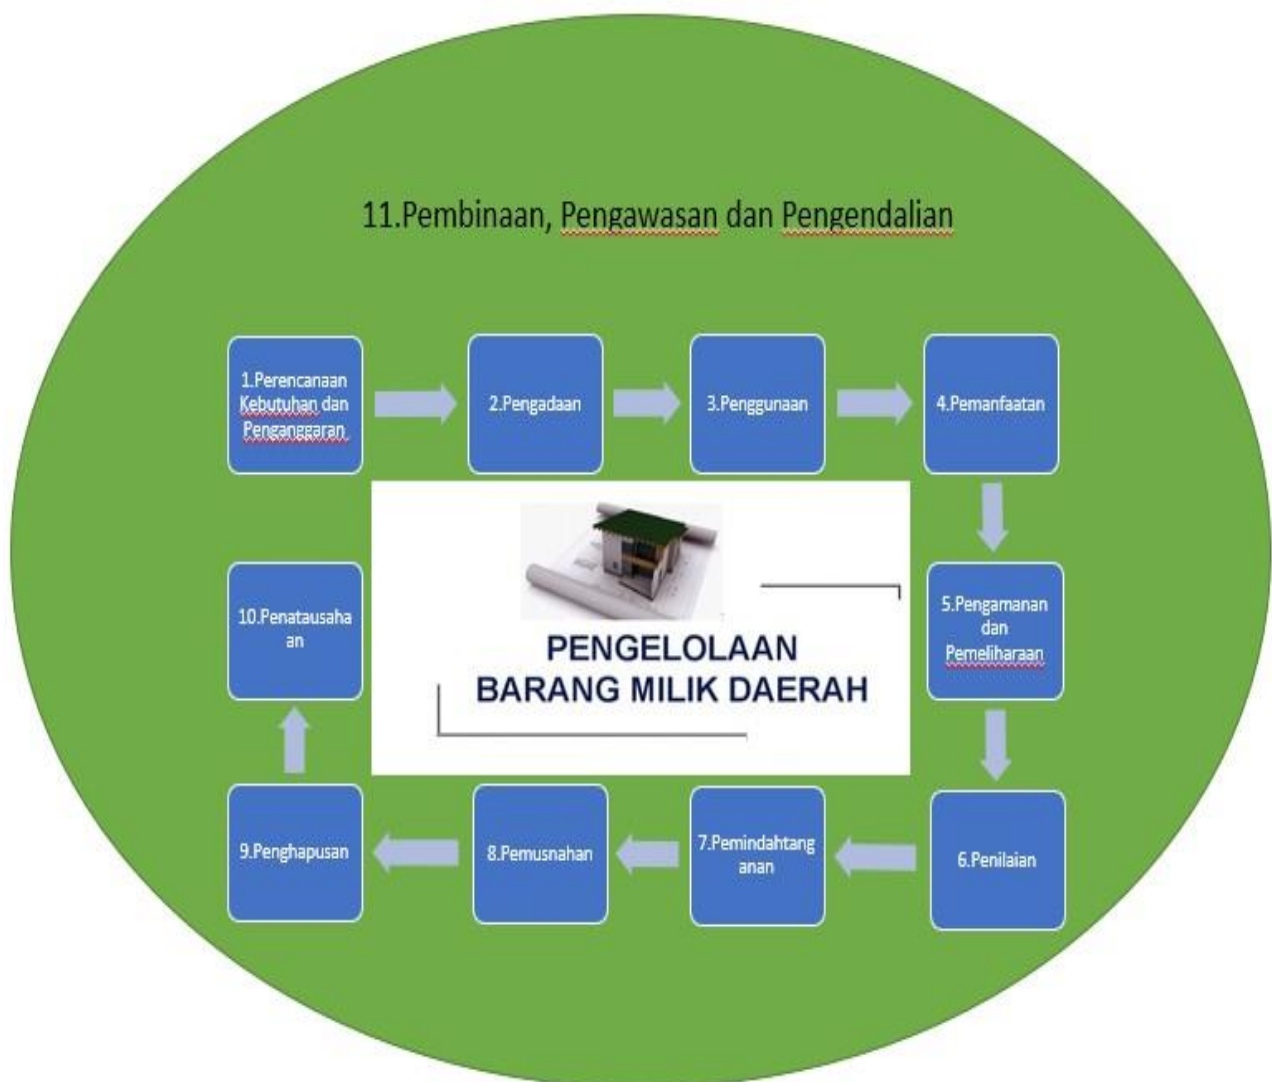 11.Pembinaan, Pengawasan dan Pengendalian
1.Perencanaan
Kebutuhan dan
Penganggaran
2.Pengadaan
3.Penggunaan
4.Pemanfaatan
5.Pengamanan
dan
Pemeliharaan
6.Penilaian
7.Pemindahtang
anan
8.Pemusnahan
9.Penghapusan
10.Penatausaha
an
PENGELOLAAN
BARANG MILIK DAERAH